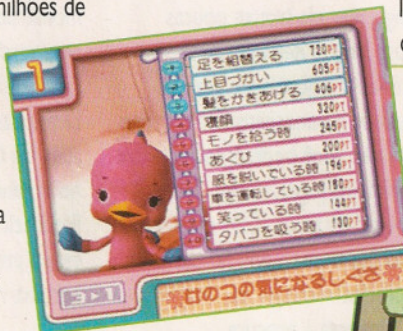 milhões de
1
足を組替える 720PT
上目づかい 605PT
髪をかきあげる 406PT
寝顔 320PT
モノを拾う時 245PT
あくび 200PT
服を脱いでいる時 196PT
車を運転している時 180PT
笑っている時 144PT
タバコを吸う時 130PT
3▶1
女のコの気になるしぐさ
a